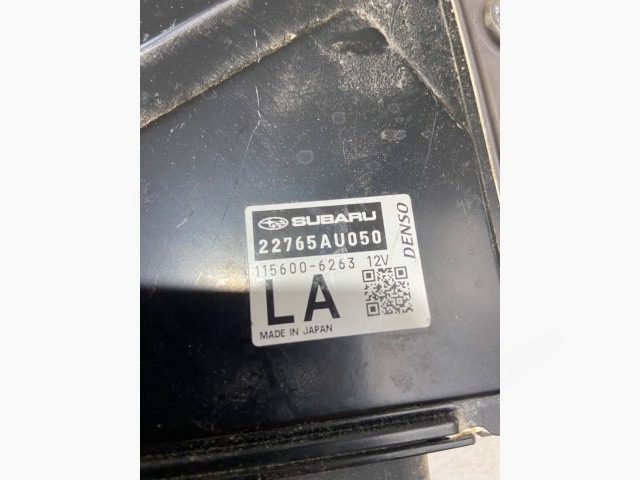 SUBARU
22765AU050
115600-6263 12V
LA
MADE IN JAPAN
DENSO